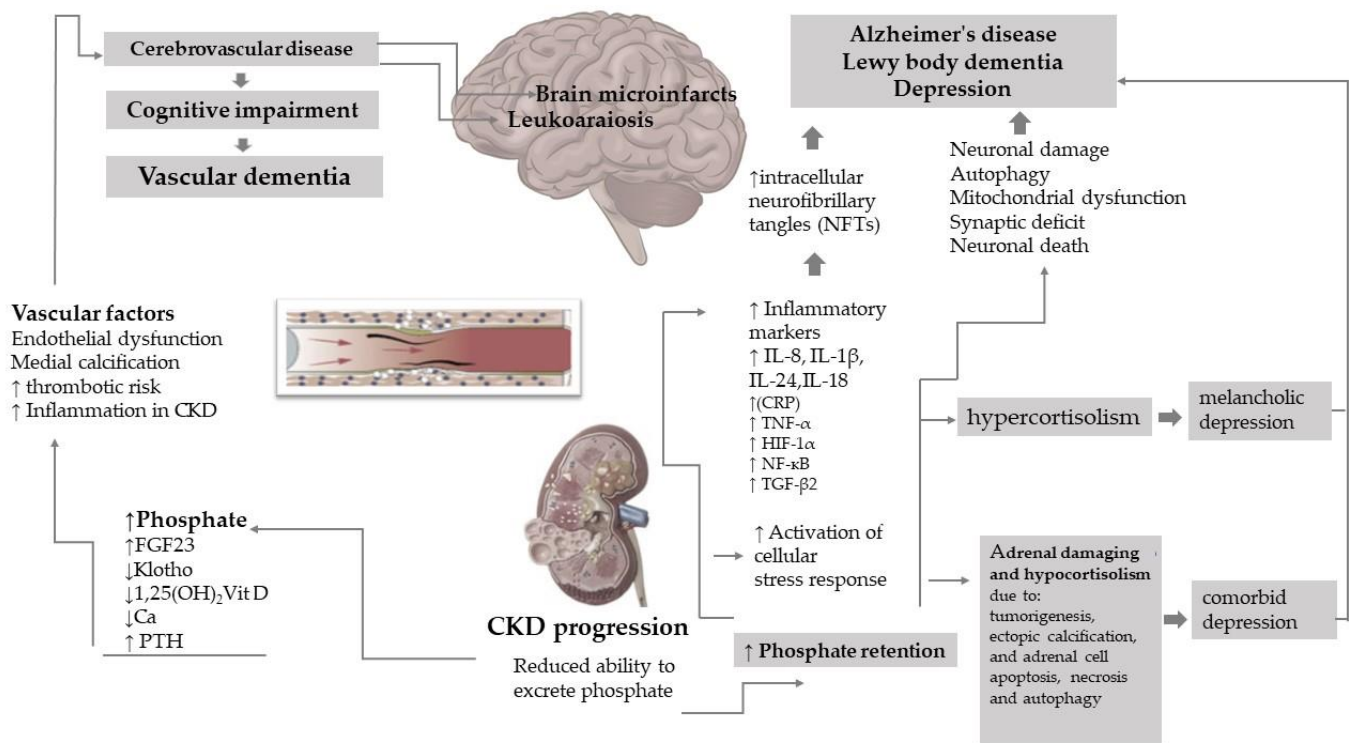 Cerebrovascular disease
Cognitive impairment
Vascular dementia
Brain microinfarcts
Leukoaraiosis
Alzheimer's disease
Lewy body dementia
Depression
↑intracellular
neurofibrillary
tangles (NFTs)
Neuronal damage
Autophagy
Mitochondrial dysfunction
Synaptic deficit
Neuronal death
Vascular factors
Endothelial dysfunction
Medial calcification
↑ thrombotic risk
↑ Inflammation in CKD
↑ Inflammatory
markers
↑ IL-8, IL-1β,
IL-24,IL-18
↑(CRP)
↑ TNF-α
↑ HIF-1α
↑ NF-κB
↑ TGF-β2
hypercortisolism
melancholic
depression
↑Phosphate
↑FGF23
↓Klotho
↓1,25(OH)₂Vit D
↓Ca
↑ PTH
↑ Activation of
cellular
stress response
CKD progression
Reduced ability to
excrete phosphate
↑ Phosphate retention
Adrenal damaging
and hypocortisolism
due to:
tumorigenesis,
ectopic calcification,
and adrenal cell
apoptosis, necrosis
and autophagy
comorbid
depression